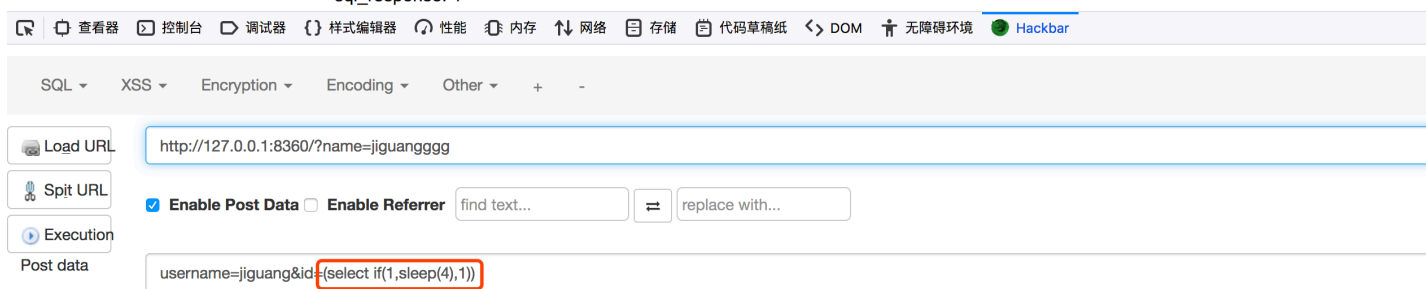 sql_response: 1
查看器 控制台 调试器 {} 样式编辑器 性能 内存 网络 存储 代码草稿纸 DOM 无障碍环境 Hackbar
SQL XSS Encryption Encoding Other + -
Load URL http://127.0.0.1:8360/?name=jiguangggg
Spit URL
Enable Post Data Enable Referrer find text... replace with...
Execution
Post data
username=jiguang&id=(select if(1,sleep(4),1))